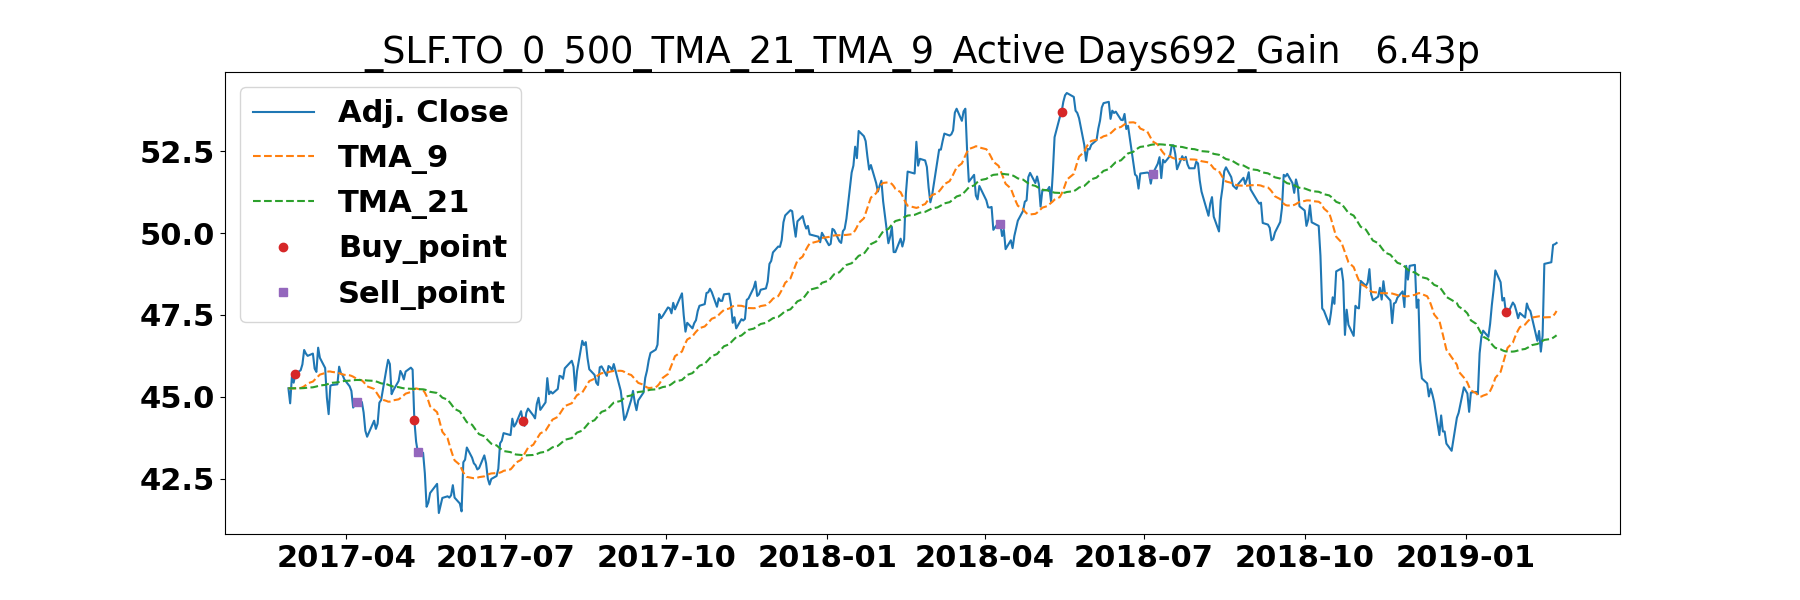 _SLF.TO_0_500_TMA_21_TMA_9_Active Days692_Gain   6.43p
Adj. Close
TMA_9
TMA_21
Buy_point
Sell_point
52.5
50.0
47.5
45.0
42.5
2017-04 2017-07 2017-10 2018-01 2018-04 2018-07 2018-10 2019-01